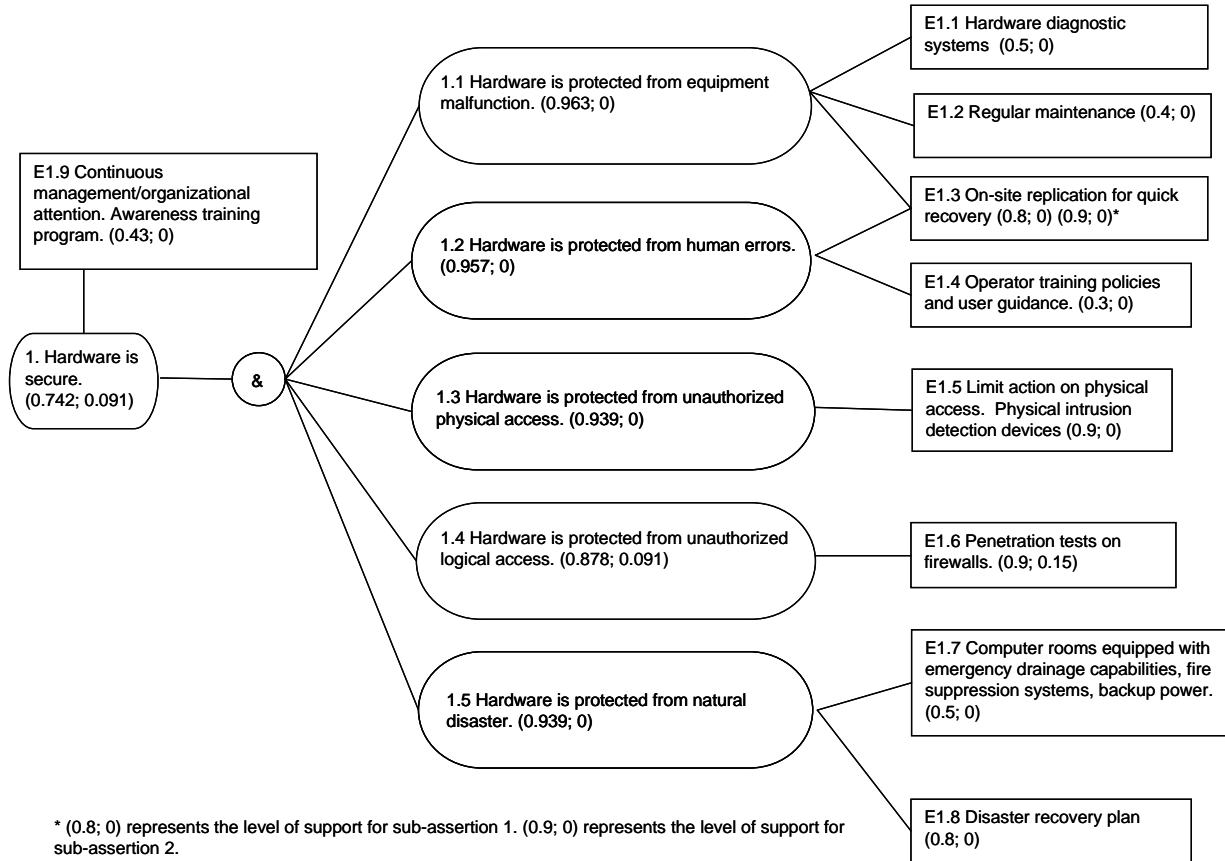 E1.9 Continuous
management/organizational
attention. Awareness training
program. (0.43; 0)
1. Hardware is
secure.
(0.742; 0.091)
&
1.1 Hardware is protected from equipment
malfunction. (0.963; 0)
1.2 Hardware is protected from human errors.
(0.957; 0)
1.3 Hardware is protected from unauthorized
physical access. (0.939; 0)
1.4 Hardware is protected from unauthorized
logical access. (0.878; 0.091)
1.5 Hardware is protected from natural
disaster. (0.939; 0)
E1.1 Hardware diagnostic
systems (0.5; 0)
E1.2 Regular maintenance (0.4; 0)
E1.3 On-site replication for quick
recovery (0.8; 0) (0.9; 0)*
E1.4 Operator training policies
and user guidance. (0.3; 0)
E1.5 Limit action on physical
access. Physical intrusion
detection devices (0.9; 0)
E1.6 Penetration tests on
firewalls. (0.9; 0.15)
E1.7 Computer rooms equipped with
emergency drainage capabilities, fire
suppression systems, backup power.
(0.5; 0)
E1.8 Disaster recovery plan
(0.8; 0)
* (0.8; 0) represents the level of support for sub-assertion 1. (0.9; 0) represents the level of support for
sub-assertion 2.